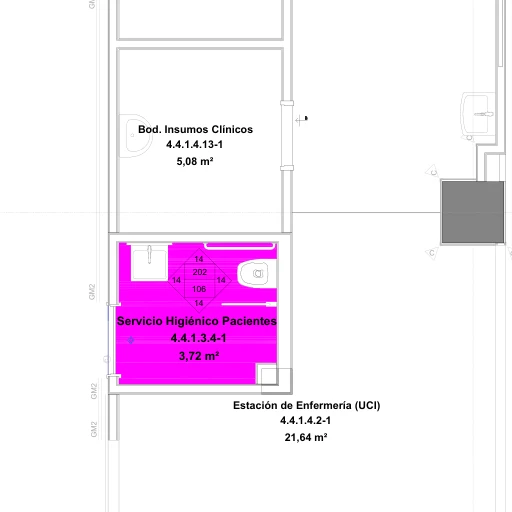 GM
Bod. Insumos Clínicos
4.4.1.4.13-1
5,08 m²
C
C
14
202
14
14
106
14
GM2
Servicio Higiénico Pacientes
4.4.1.3.4-1
3,72 m²
C
GM2
Estación de Enfermería (UCI)
4.4.1.4.2-1
21,64 m²
GM2